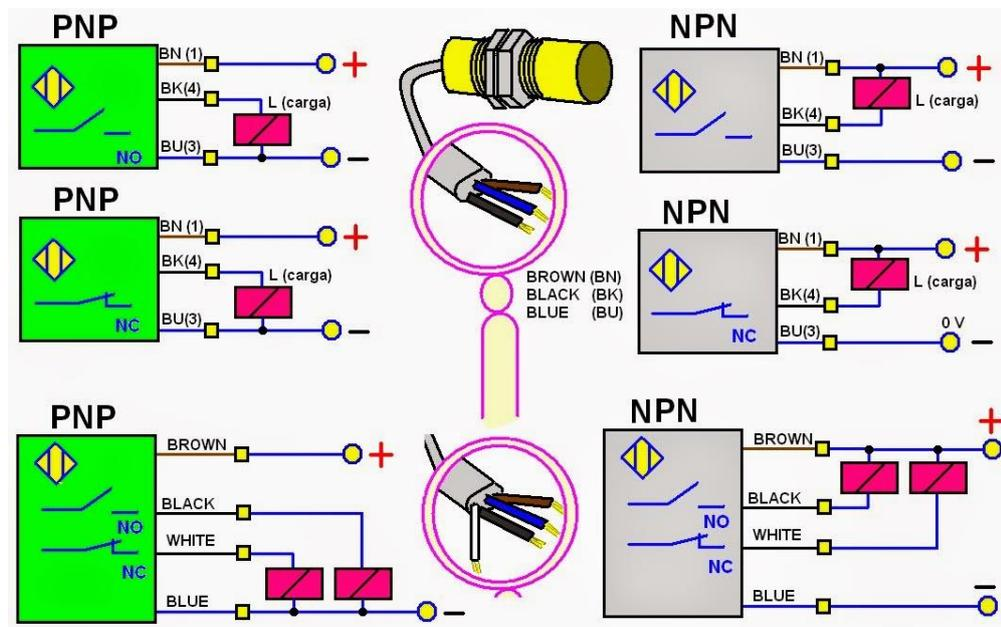 PNP
BN (1)
+
BK(4)
L (carga)
NO
BU(3)
−
PNP
BN (1)
+
BK(4)
L (carga)
NC
BU(3)
−
PNP
BROWN
+
BLACK
NO
WHITE
NC
BLUE
−
BROWN (BN)
BLACK (BK)
BLUE (BU)
NPN
BN (1)
+
L (carga)
BK(4)
BU(3)
−
NPN
BN (1)
+
L (carga)
BK(4)
NC
BU(3)
0 V
−
NPN
BROWN
+
BLACK
NO
WHITE
NC
BLUE
−